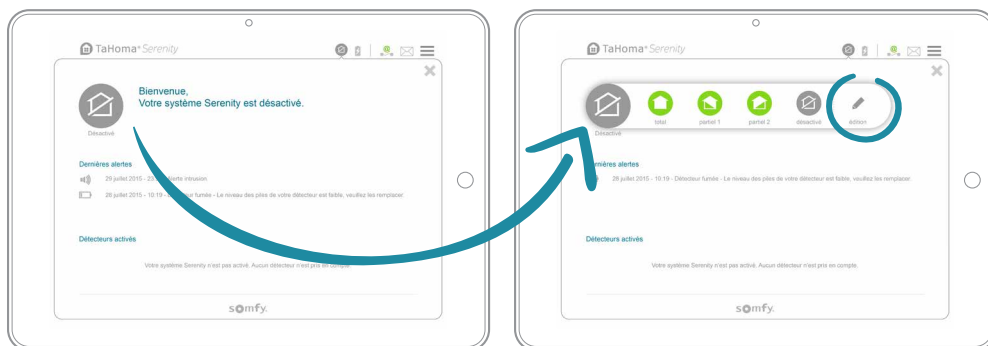 TaHoma® Serenity
Bienvenue,
Votre système Serenity est désactivé.
Désactivé
Dernières alertes
29 juillet 2015 - 23 alerte intrusion
26 juillet 2015 - 10:19 - eur fumée - Le niveau des piles de votre détecteur est faible, veuillez les remplacer.
Détecteurs activés
Votre système Serenity n'est pas activé. Aucun détecteur n'est pris en compte.
somfy.
TaHoma® Serenity
total
partiel 1
partiel 2
désactivé
édition
Désactivé
nières alertes
28 juillet 2015 - 10:19 - Détecteur fumée - Le niveau des piles de votre détecteur est faible, veuillez les remplacer.
Détecteurs activés
Votre système Serenity n'est pas activé. Aucun détecteur n'est pris en compte.
somfy.